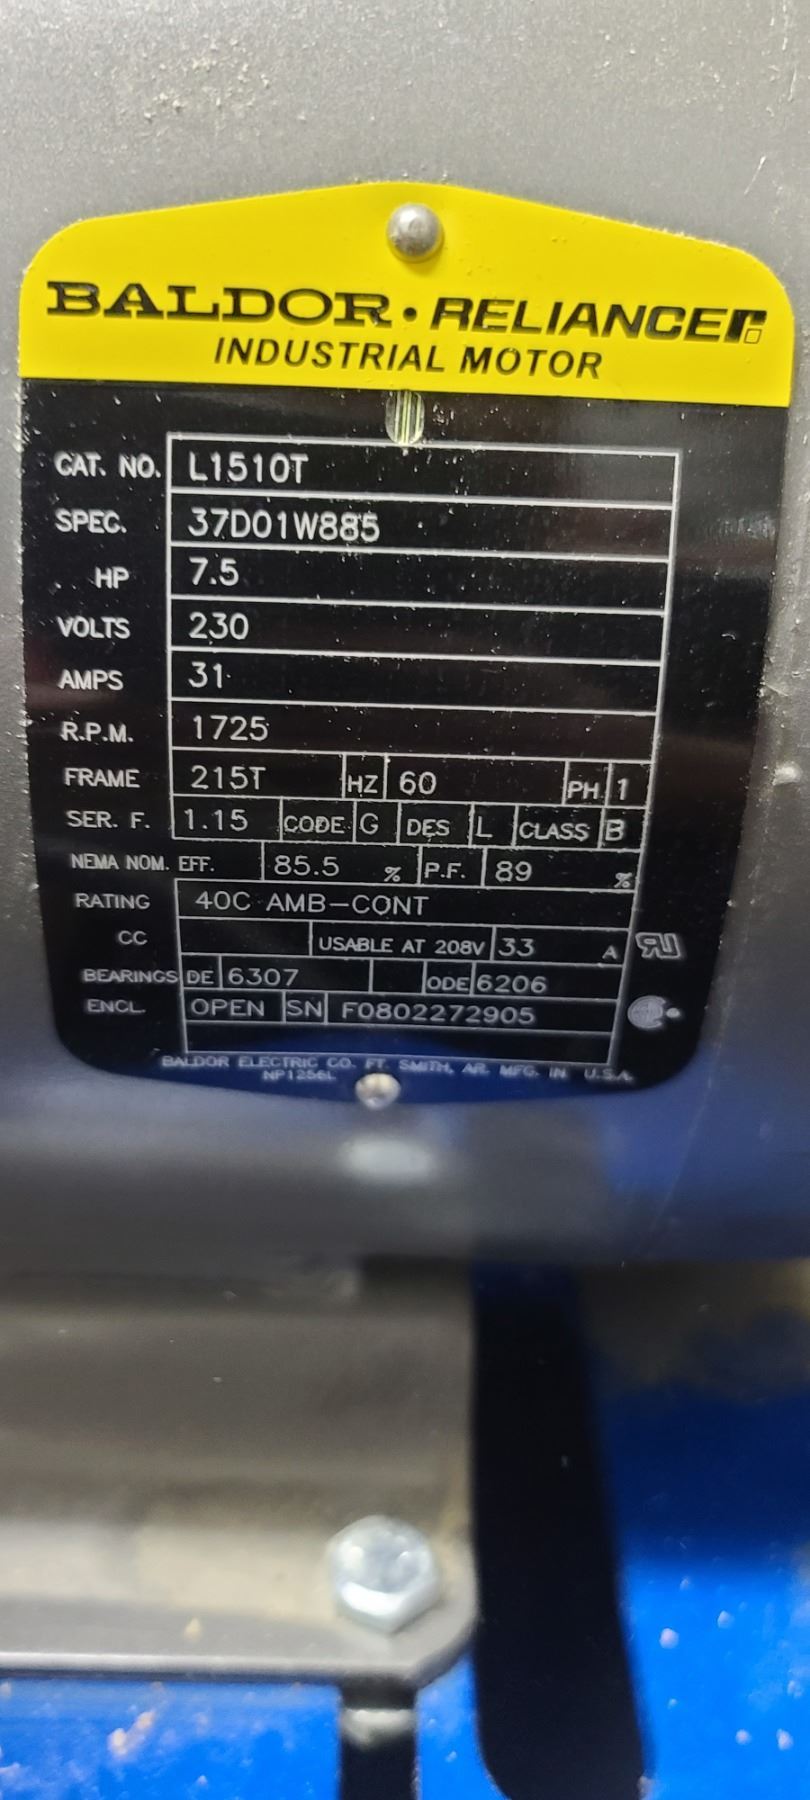 BALDOR • RELIANCE
INDUSTRIAL MOTOR
CAT. NO. L1510T
SPEC. 37D01W885
HP 7.5
VOLTS 230
AMPS 31
R.P.M. 1725
FRAME 215T HZ 60 PH 1
SER. F. 1.15 CODE G DES L CLASS B
NEMA NOM. EFF. 85.5 % P.F. 89 %
RATING 40C AMB-CONT
CC USABLE AT 208V 33 A
BEARINGS DE 6307 ODE 6206
ENCL. OPEN SN F0802272905
BALDOR ELECTRIC CO. FT. SMITH, AR. MFG. IN U.S.A.
NP1256L